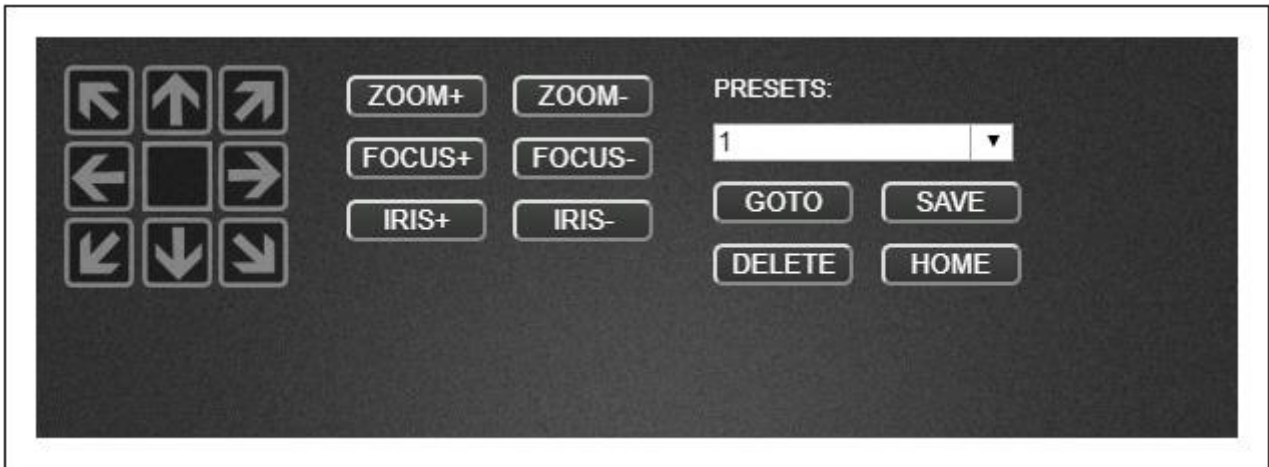 ZOOM+ ZOOM-
FOCUS+ FOCUS-
IRIS+ IRIS-
PRESETS:
1
GOTO SAVE
DELETE HOME